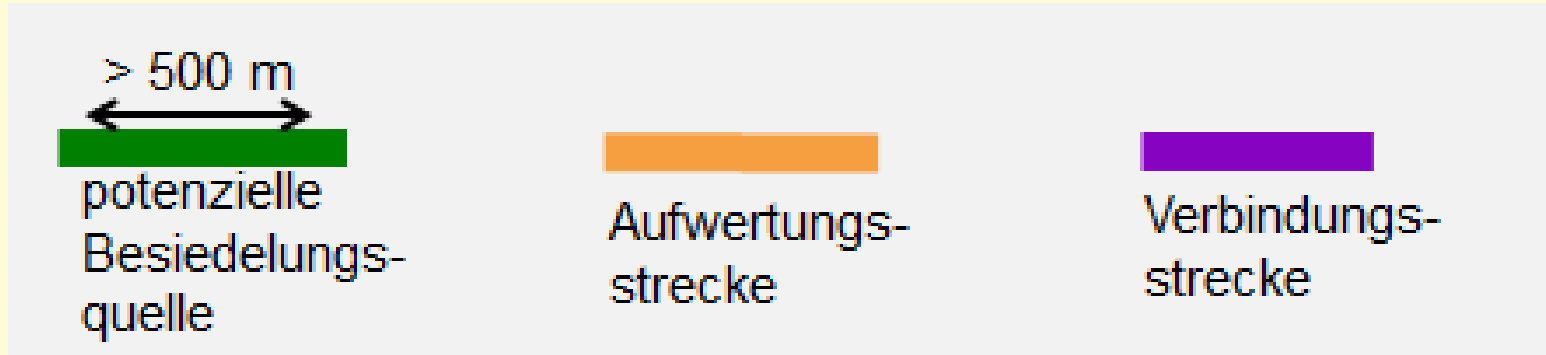 > 500 m
potenzielle
Besiedelungs-
quelle
Aufwertungs-
strecke
Verbindungs-
strecke